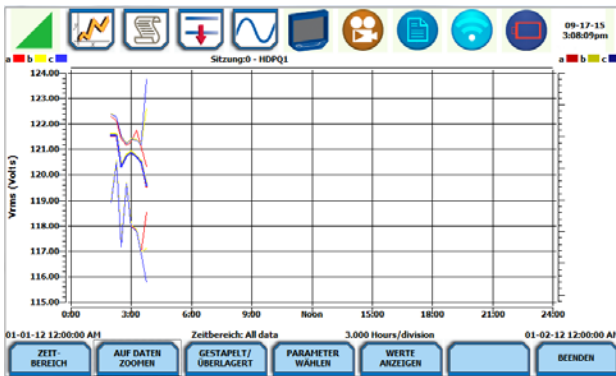 09-17-15
3:08:09pm
a b c Sitzung:0 - HDPQ1 a b c
124.00
123.00
122.00
121.00
120.00
119.00
118.00
117.00
116.00
115.00
Vrms (Volts)
0:00 3:00 6:00 9:00 Noon 15:00 18:00 21:00 24:00
01-01-12 12:00:00 AM Zeitbereich: All data 3.000 Hours/division 01-02-12 12:00:00 AM
ZEIT-
BEREICH
AUF DATEN
ZOOMEN
GESTAPELT/
ÜBERLAGERT
PARAMETER
WÄHLEN
WERTE
ANZEIGEN
BEENDEN